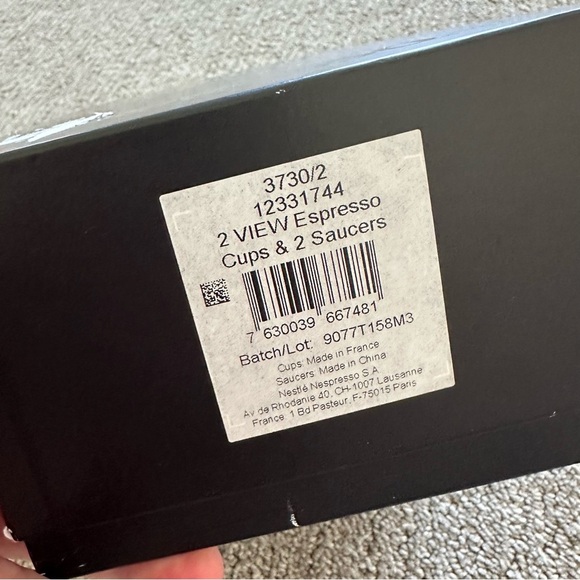 3730/2
12331744
2 VIEW Espresso
Cups & 2 Saucers
7 630039 667481
Batch/Lot: 9077T158M3
Cups: Made in France
Saucers: Made in China
Nestlé Nespresso S.A
Av de Rhodanie 40, CH-1007 Lausanne
France: 1 Bd Pasteur, F-75015 Paris